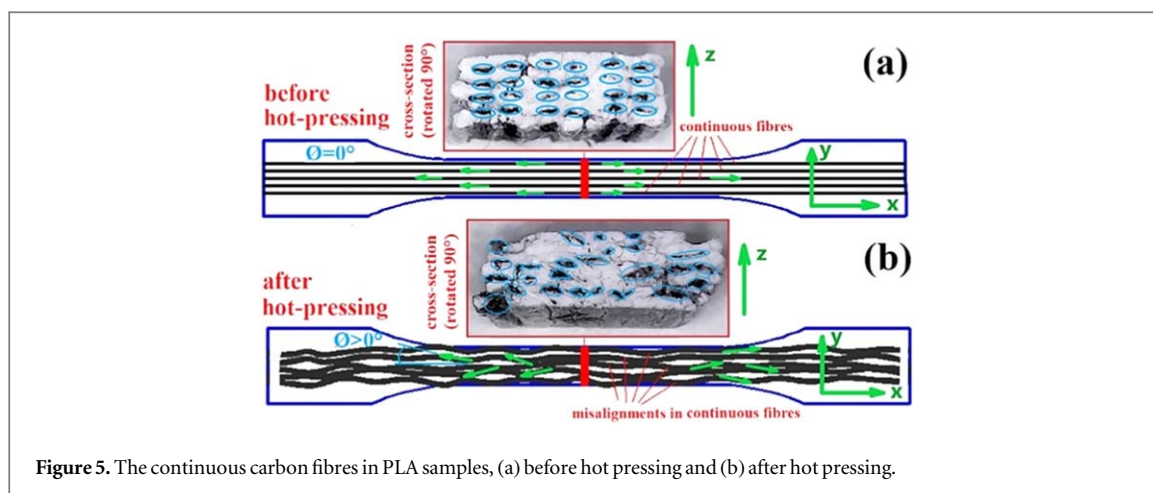 (a)
z
cross-section
(rotated 90°)
before
hot-pressing
continuous fibres
Ø=0°
y
x
(b)
z
cross-section
(rotated 90°)
after
hot-pressing
Ø>0°
y
x
misalignments in continuous fibres
Figure 5. The continuous carbon fibres in PLA samples, (a) before hot pressing and (b) after hot pressing.